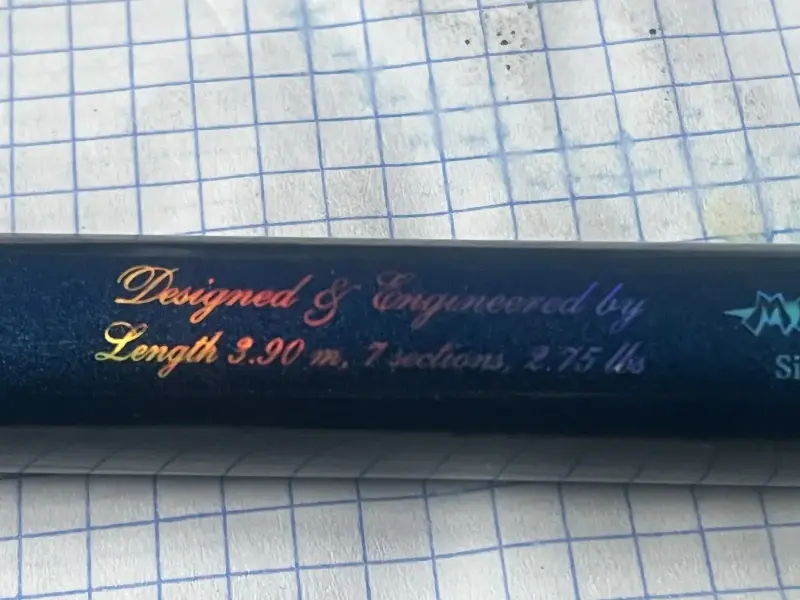 Designed & Engineered by
Length 3.90 m, 7 sections, 2.75 lbs